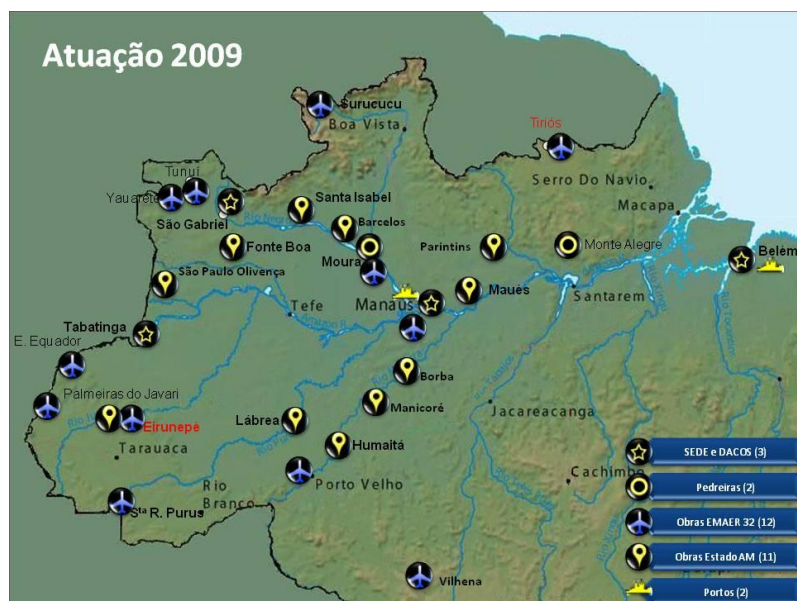 Atuação 2009
Surucucu
Boa Vista
Tiriós
Tunuí
Yauaretê
São Gabriel
Santa Isabel
Barcelos
Serro Do Navio
Macapa
Fonte Boa
Moura
Parintins
Monte Alegre
Belém
São Paulo Olivença
Tefe
Manaus
Maués
Santarem
Tabatinga
E. Equador
Borba
Palmeiras do Javari
Manicoré
Jacareacanga
Eirunepé
Lábrea
Humaitá
Tarauaca
Rio
Branco
Porto Velho
Cachimbo
Sta R. Purus
Vilhena
SEDE e DACOS (3)
Pedreiras (2)
Obras EMAER 32 (12)
Obras Estado AM (11)
Portos (2)